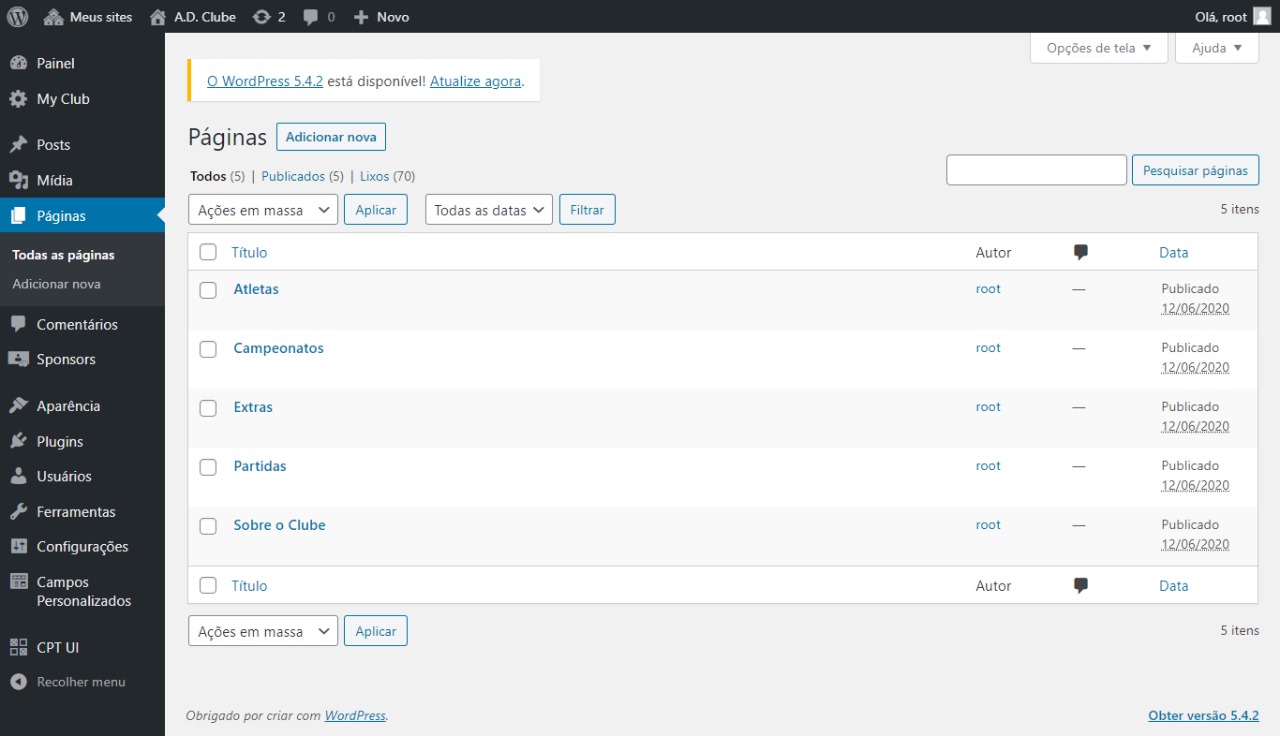 Meus sites A.D. Clube 2 0 Novo Olá, root
Painel
My Club
Posts
Mídia
Páginas
Todas as páginas
Adicionar nova
Comentários
Sponsors
Aparência
Plugins
Usuários
Ferramentas
Configurações
Campos
Personalizados
CPT UI
Recolher menu
Opções de tela Ajuda
O WordPress 5.4.2 está disponível! Atualize agora.
Páginas Adicionar nova
Todos (5) | Publicados (5) | Lixos (70)
Pesquisar páginas
Ações em massa Aplicar Todas as datas Filtrar 5 itens
Título Autor Data
Atletas root — Publicado
12/06/2020
Campeonatos root — Publicado
12/06/2020
Extras root — Publicado
12/06/2020
Partidas root — Publicado
12/06/2020
Sobre o Clube root — Publicado
12/06/2020
Título Autor Data
Ações em massa Aplicar 5 itens
Obrigado por criar com WordPress. Obter versão 5.4.2